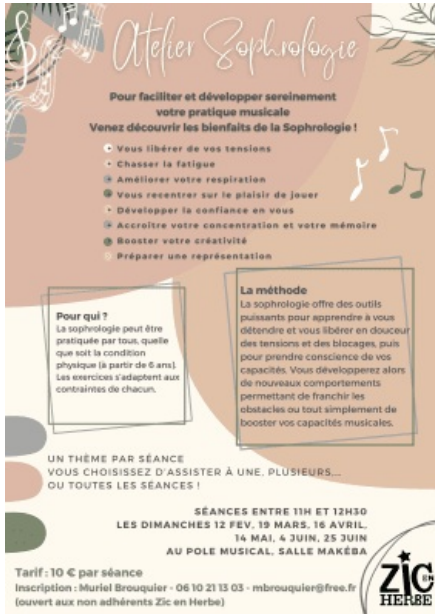 Atelier Sophrologie
Pour faciliter et développer sereinement
votre pratique musicale
Venez découvrir les bienfaits de la Sophrologie !
Vous libérer de vos tensions
Chasser la fatigue
Améliorer votre respiration
Vous recentrer sur le plaisir de jouer
Développer la confiance en vous
Accroître votre concentration et votre mémoire
Booster votre créativité
Préparer une représentation
Pour qui ?
La sophrologie peut être
pratiquée par tous, quelle
que soit la condition
physique (à partir de 6 ans).
Les exercices s'adaptent aux
contraintes de chacun.
La méthode
La sophrologie offre des outils
puissants pour apprendre à vous
détendre et vous libérer en douceur
des tensions et des blocages, puis
pour prendre conscience de vos
capacités. Vous développerez alors
de nouveaux comportements
permettant de franchir les
obstacles ou tout simplement de
booster vos capacités musicales.
UN THÈME PAR SÉANCE
VOUS CHOISISSEZ D'ASSISTER À UNE, PLUSIEURS...
OU TOUTES LES SÉANCES !
SÉANCES ENTRE 11H ET 12H30
LES DIMANCHES 12 FEV, 19 MARS, 16 AVRIL,
14 MAI, 4 JUIN, 25 JUIN
AU POLE MUSICAL, SALLE MAKÉBA
Tarif : 10 € par séance
Inscription : Muriel Brouquier - 06 10 21 13 03 - mbrouquier@free.fr
(ouvert aux non adhérents Zic en Herbe)
ZIC EN
HERBE